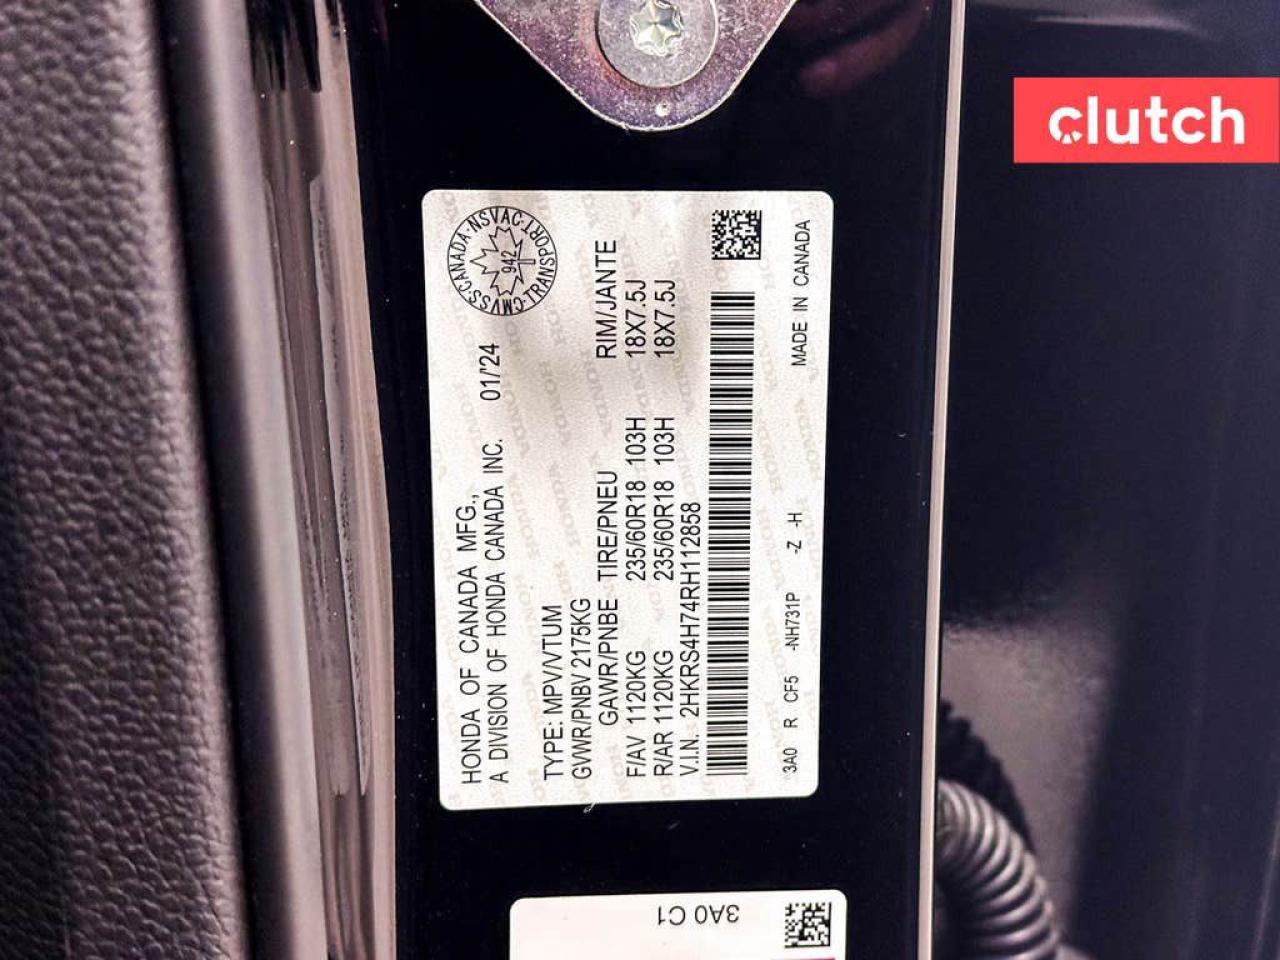 clutch
HONDA OF CANADA MFG.,
A DIVISION OF HONDA CANADA INC. 01/'24
CMVSS·CANADA·NSVAC·TRANSPORT
942
TYPE: MPV/VTUM
GVWR/PNBV 2175KG
GAWR/PNBE TIRE/PNEU RIM/JANTE
F/AV 1120KG 235/60R18 103H 18X7.5J
R/AR 1120KG 235/60R18 103H 18X7.5J
V.I.N. 2HKRS4H74RH112858
3A0 R CF5 -NH731P -Z -H MADE IN CANADA
3A0 C1